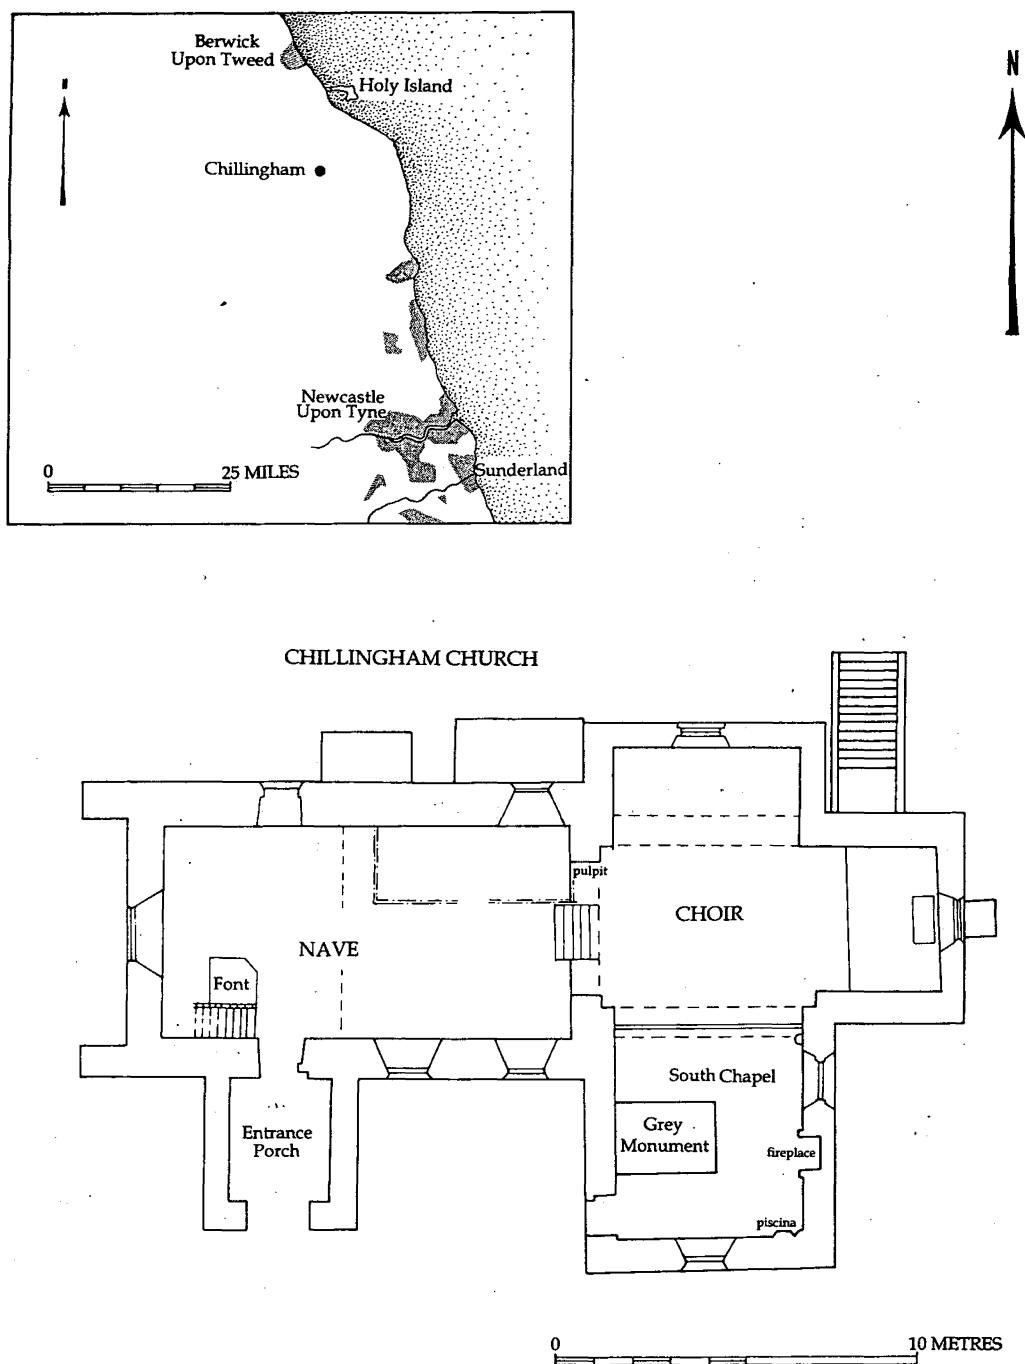 Berwick
Upon Tweed
Holy Island
N
N
Chillingham
Newcastle
Upon Tyne
Sunderland
0 25 MILES
CHILLINGHAM CHURCH
pulpit
CHOIR
NAVE
Font
South Chapel
Grey
Monument
Entrance
Porch
fireplace
piscina
0 10 METRES